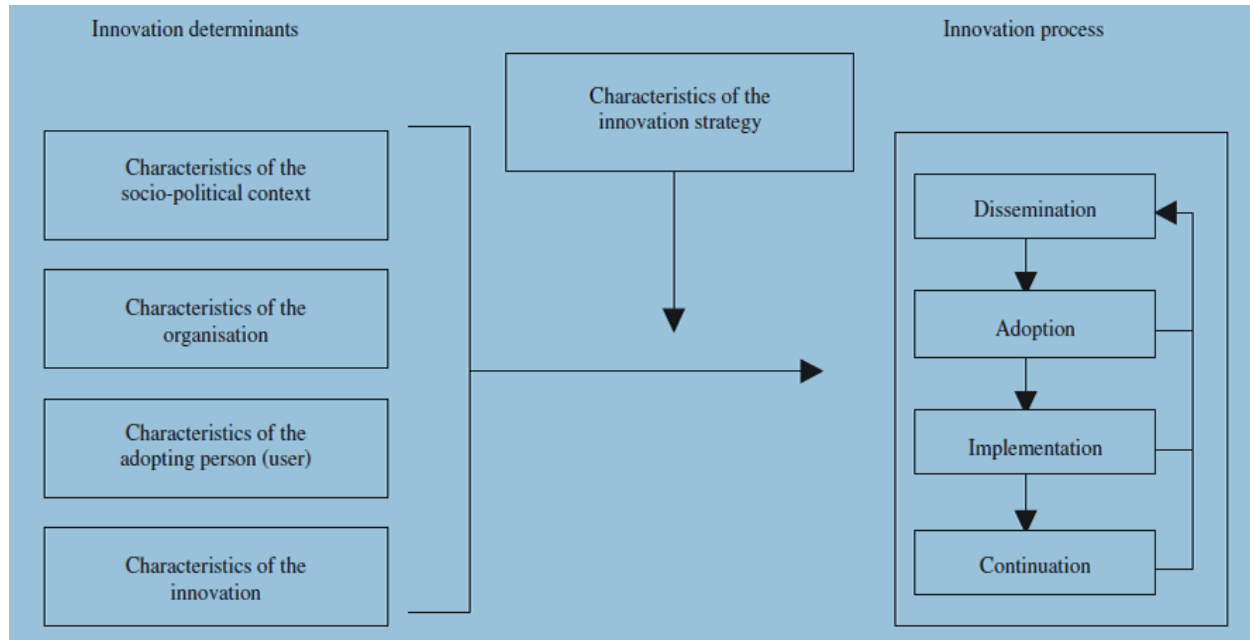 Innovation determinants
Innovation process
Characteristics of the
innovation strategy
Characteristics of the
socio-political context
Characteristics of the
organisation
Characteristics of the
adopting person (user)
Characteristics of the
innovation
Dissemination
Adoption
Implementation
Continuation